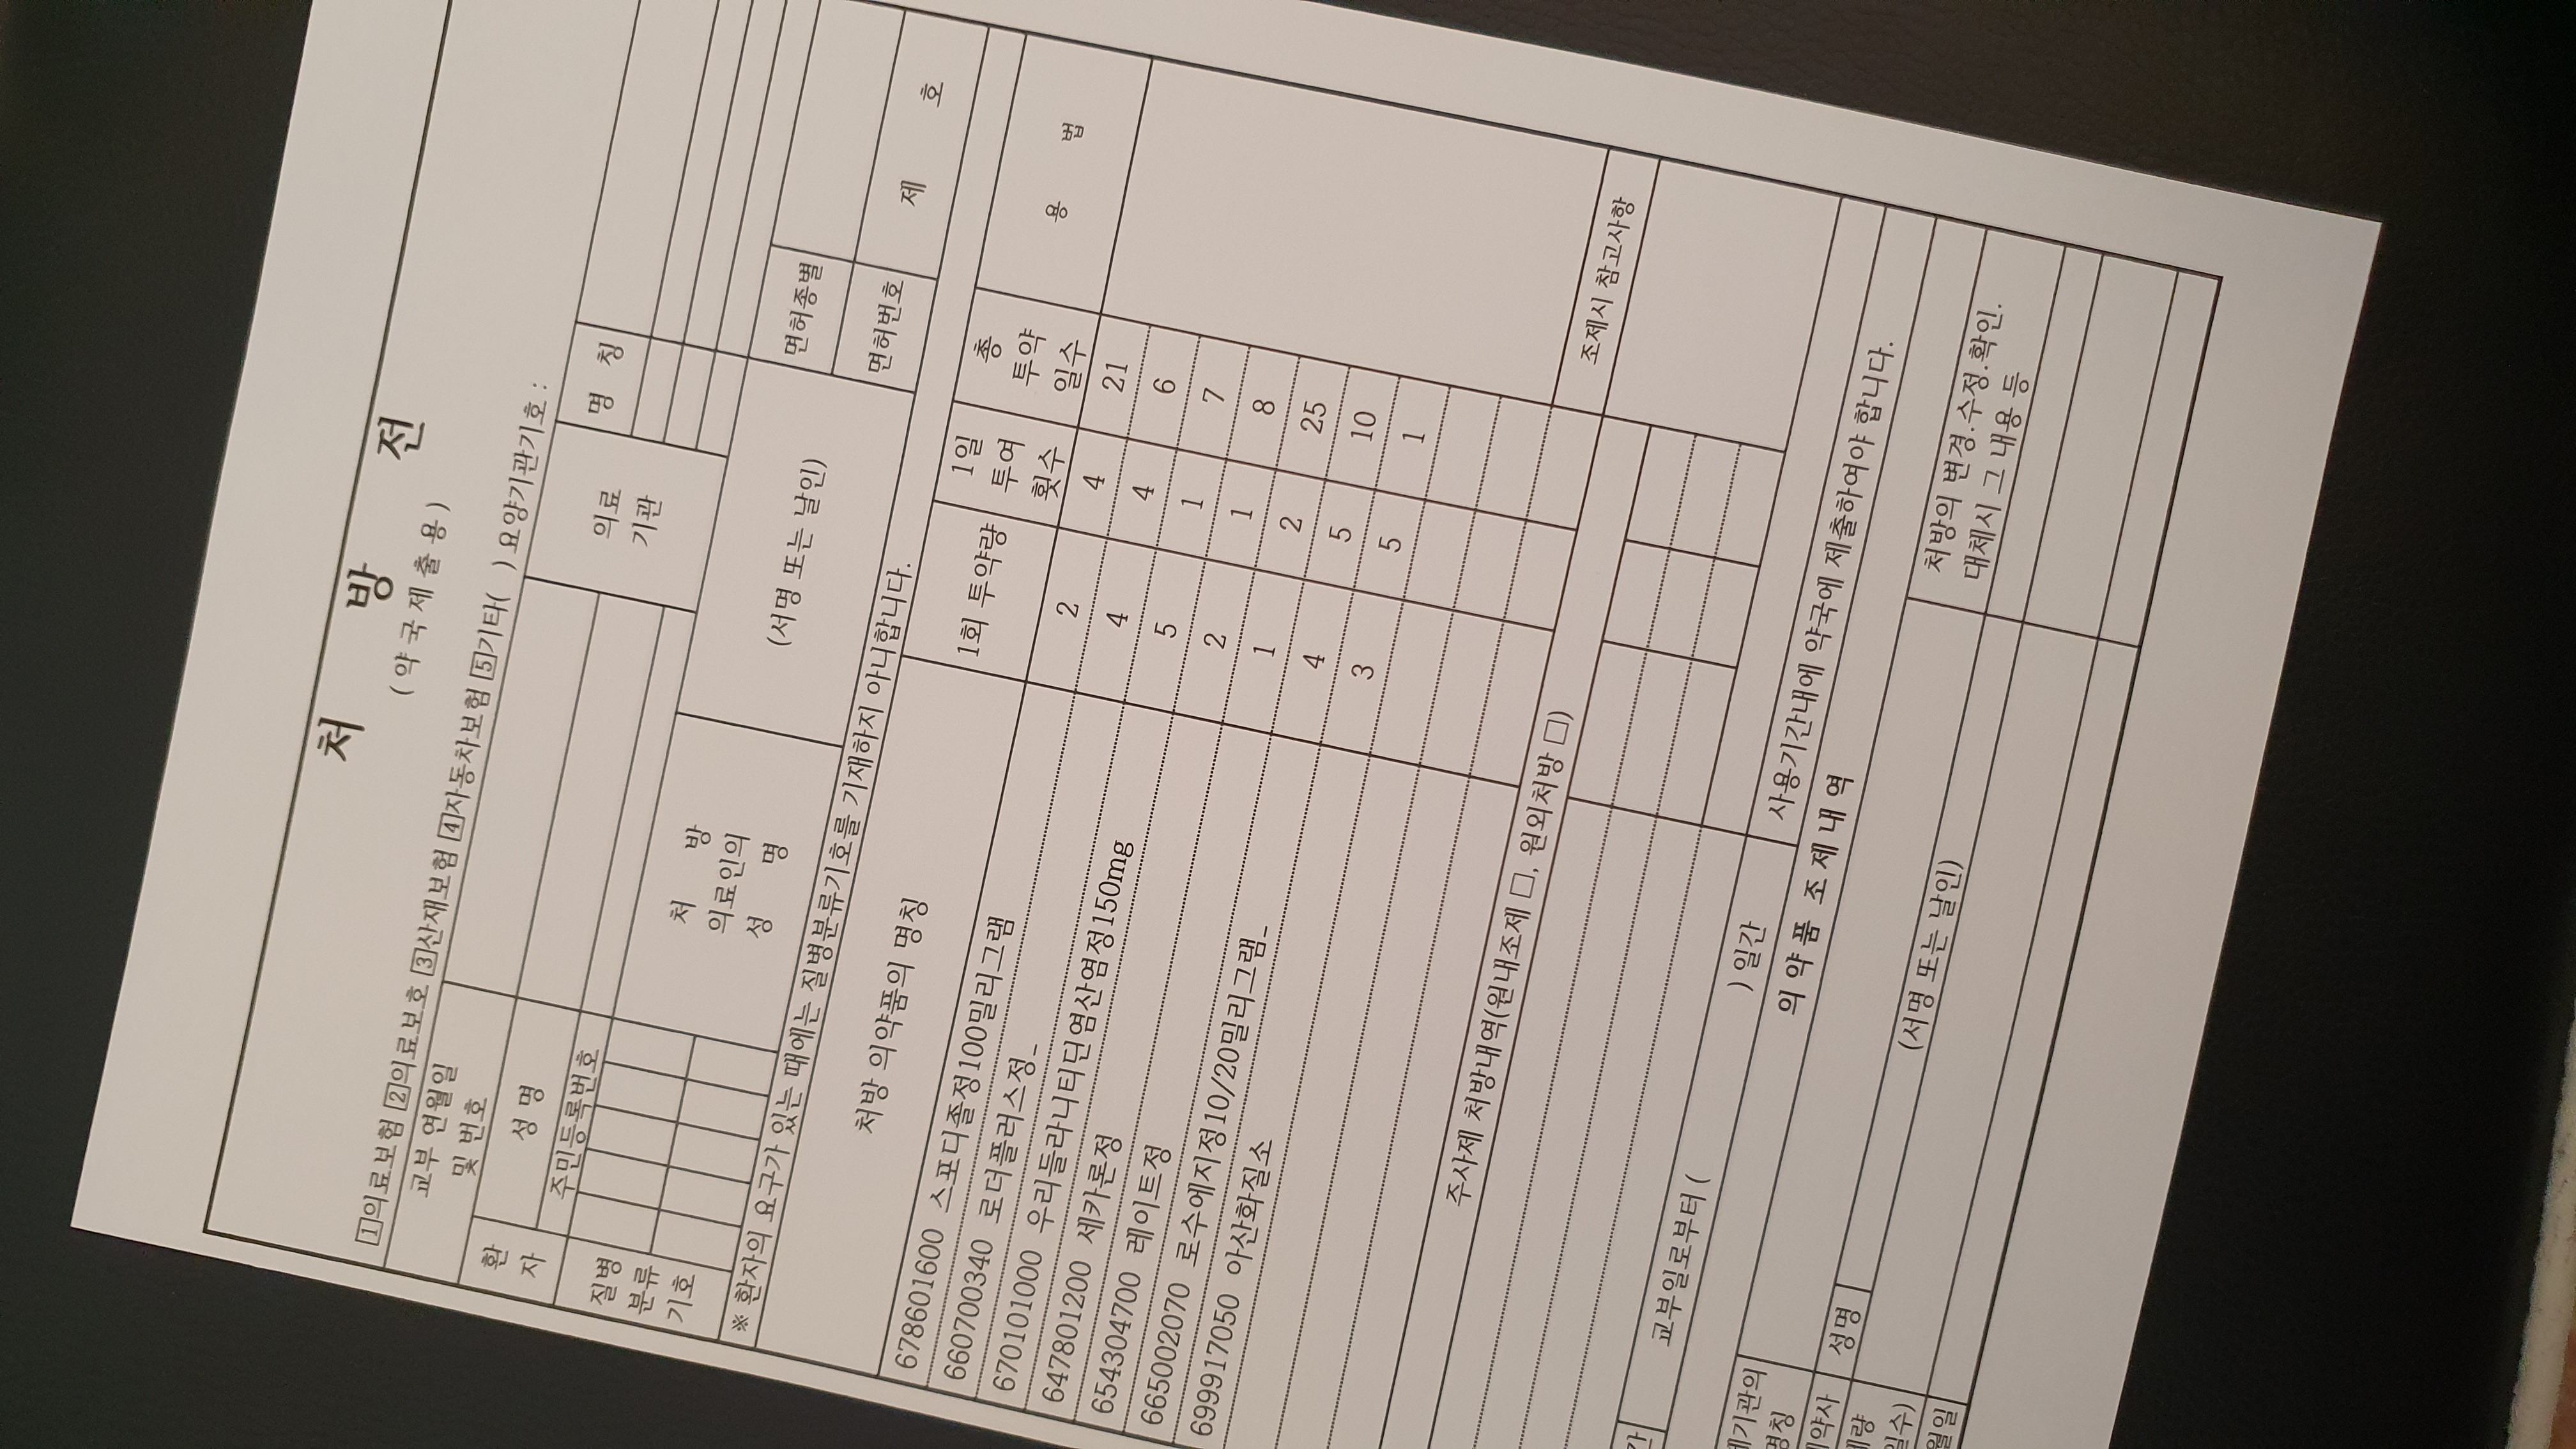 처 방 전
( 약 국 제 출 용 )
1의료보험 2의료보호 3산재보험 4자동차보험 5기타( ) 요양기관기호 :
교부 연월일
및 번호
환
자
성 명
주민등록번호
의료
기관
명 칭
질병
분류
기호
처 방
의료인의
성 명
(서명 또는 날인)
면허종별
면허번호
제 호
※ 환자의 요구가 있는 때에는 질병분류기호를 기재하지 아니합니다.
처방 의약품의 명칭
1회 투약량
1일
투여
횟수
총
투약
일수
용 법
678601600 스포디졸정100밀리그램 2 4 21
660700340 로더플러스정_ 4 4 6
670101000 우리들라니티딘염산염정150mg 5 1 7
647801200 세카론정 2 1 8
654304700 레이트정 1 2 25
665002070 로수에지정10/20밀리그램_ 4 5 10
699917050 아산화질소 3 5 1
주사제 처방내역(원내조제 □, 원외처방 □)
조제시 참고사항
간
교부일로부터 ( ) 일간
사용기간내에 약국에 제출하여야 합니다.
의 약 품 조 제 내 역
제기관의
명칭
제약사
성명
(서명 또는 날인)
제량
일수)
월일
처방의 변경.수정.확인.
대체시 그 내용 등